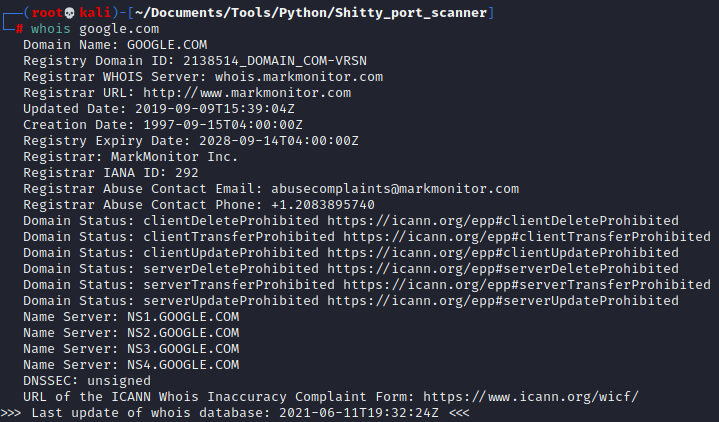 (root💀kali)-[~/Documents/Tools/Python/Shitty_port_scanner]
# whois google.com
Domain Name: GOOGLE.COM
Registry Domain ID: 2138514_DOMAIN_COM-VRSN
Registrar WHOIS Server: whois.markmonitor.com
Registrar URL: http://www.markmonitor.com
Updated Date: 2019-09-09T15:39:04Z
Creation Date: 1997-09-15T04:00:00Z
Registry Expiry Date: 2028-09-14T04:00:00Z
Registrar: MarkMonitor Inc.
Registrar IANA ID: 292
Registrar Abuse Contact Email: abusecomplaints@markmonitor.com
Registrar Abuse Contact Phone: +1.2083895740
Domain Status: clientDeleteProhibited https://icann.org/epp#clientDeleteProhibited
Domain Status: clientTransferProhibited https://icann.org/epp#clientTransferProhibited
Domain Status: clientUpdateProhibited https://icann.org/epp#clientUpdateProhibited
Domain Status: serverDeleteProhibited https://icann.org/epp#serverDeleteProhibited
Domain Status: serverTransferProhibited https://icann.org/epp#serverTransferProhibited
Domain Status: serverUpdateProhibited https://icann.org/epp#serverUpdateProhibited
Name Server: NS1.GOOGLE.COM
Name Server: NS2.GOOGLE.COM
Name Server: NS3.GOOGLE.COM
Name Server: NS4.GOOGLE.COM
DNSSEC: unsigned
URL of the ICANN Whois Inaccuracy Complaint Form: https://www.icann.org/wicf/
>>> Last update of whois database: 2021-06-11T19:32:24Z <<<